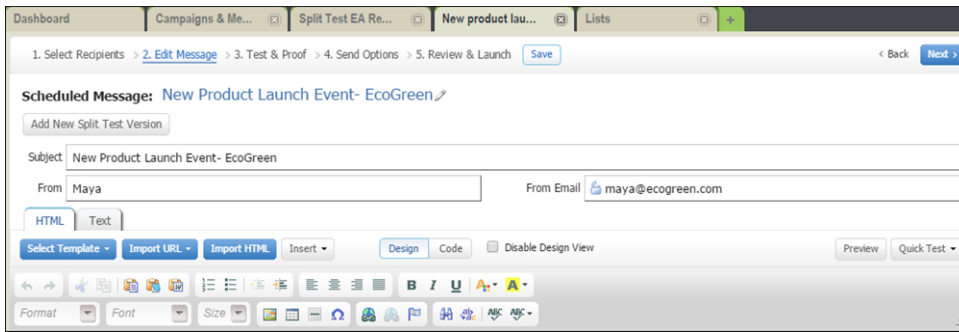 Dashboard Campaigns & Me... Split Test EA Re... New product lau... Lists +
1. Select Recipients > 2. Edit Message > 3. Test & Proof > 4. Send Options > 5. Review & Launch Save < Back Next >
Scheduled Message: New Product Launch Event- EcoGreen
Add New Split Test Version
Subject New Product Launch Event- EcoGreen
From Maya From Email maya@ecogreen.com
HTML Text
Select Template Import URL Import HTML Insert Design Code Disable Design View Preview Quick Test
B I U A A
Format Font Size Ω ABC ABC